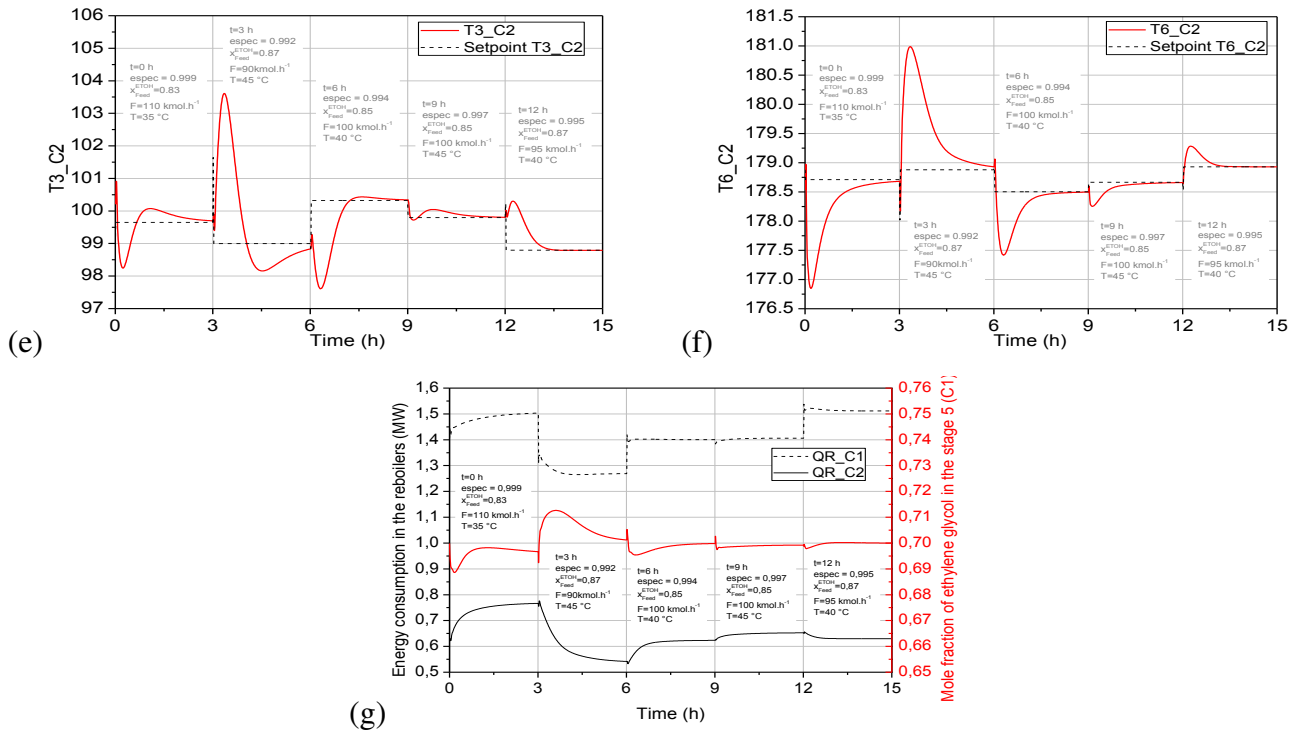 106
105
104
103
102
101
100
99
98
97
T3_C2
T3_C2
Setpoint T3_C2
t=0 h
espec = 0.999
x_Feed^ETOH=0.83
F=110 kmol.h⁻¹
T=35 °C
t=3 h
espec = 0.992
x_Feed^ETOH=0.87
F=90kmol.h⁻¹
T=45 °C
t=6 h
espec = 0.994
x_Feed^ETOH=0.85
F=100 kmol.h⁻¹
T=40 °C
t=9 h
espec = 0.997
x_Feed^ETOH=0.85
F=100 kmol.h⁻¹
T=45 °C
t=12 h
espec = 0.995
x_Feed^ETOH=0.87
F=95 kmol.h⁻¹
T=40 °C
0 3 6 9 12 15
Time (h)
(e)
181.5
181.0
180.5
180.0
179.5
179.0
178.5
178.0
177.5
177.0
176.5
T6_C2
T6_C2
Setpoint T6_C2
t=0 h
espec = 0.999
x_Feed^ETOH=0.83
F=110 kmol.h⁻¹
T=35 °C
t=3 h
espec = 0.992
x_Feed^ETOH=0.87
F=90kmol.h⁻¹
T=45 °C
t=6 h
espec = 0.994
x_Feed^ETOH=0.85
F=100 kmol.h⁻¹
T=40 °C
t=9 h
espec = 0.997
x_Feed^ETOH=0.85
F=100 kmol.h⁻¹
T=45 °C
t=12 h
espec = 0.995
x_Feed^ETOH=0.87
F=95 kmol.h⁻¹
T=40 °C
0 3 6 9 12 15
Time (h)
(f)
Energy consumption in the reboilers (MW)
1,6
1,5
1,4
1,3
1,2
1,1
1,0
0,9
0,8
0,7
0,6
0,5
QR_C1
QR_C2
t=0 h
espec = 0,999
x_Feed^ETOH=0,83
F=110 kmol.h⁻¹
T=35 °C
t=3 h
espec = 0,992
x_Feed^ETOH=0,87
F=90kmol.h⁻¹
T=45 °C
t=6 h
espec = 0,994
x_Feed^ETOH=0,85
F=100 kmol.h⁻¹
T=40 °C
t=9 h
espec = 0,997
x_Feed^ETOH=0,85
F=100 kmol.h⁻¹
T=45 °C
t=12 h
espec = 0,995
x_Feed^ETOH=0,87
F=95 kmol.h⁻¹
T=40 °C
0,76
0,75
0,74
0,73
0,72
0,71
0,70
0,69
0,68
0,67
0,66
0,65
Mole fraction of ethylene glycol in the stage 5 (C1)
0 3 6 9 12 15
Time (h)
(g)